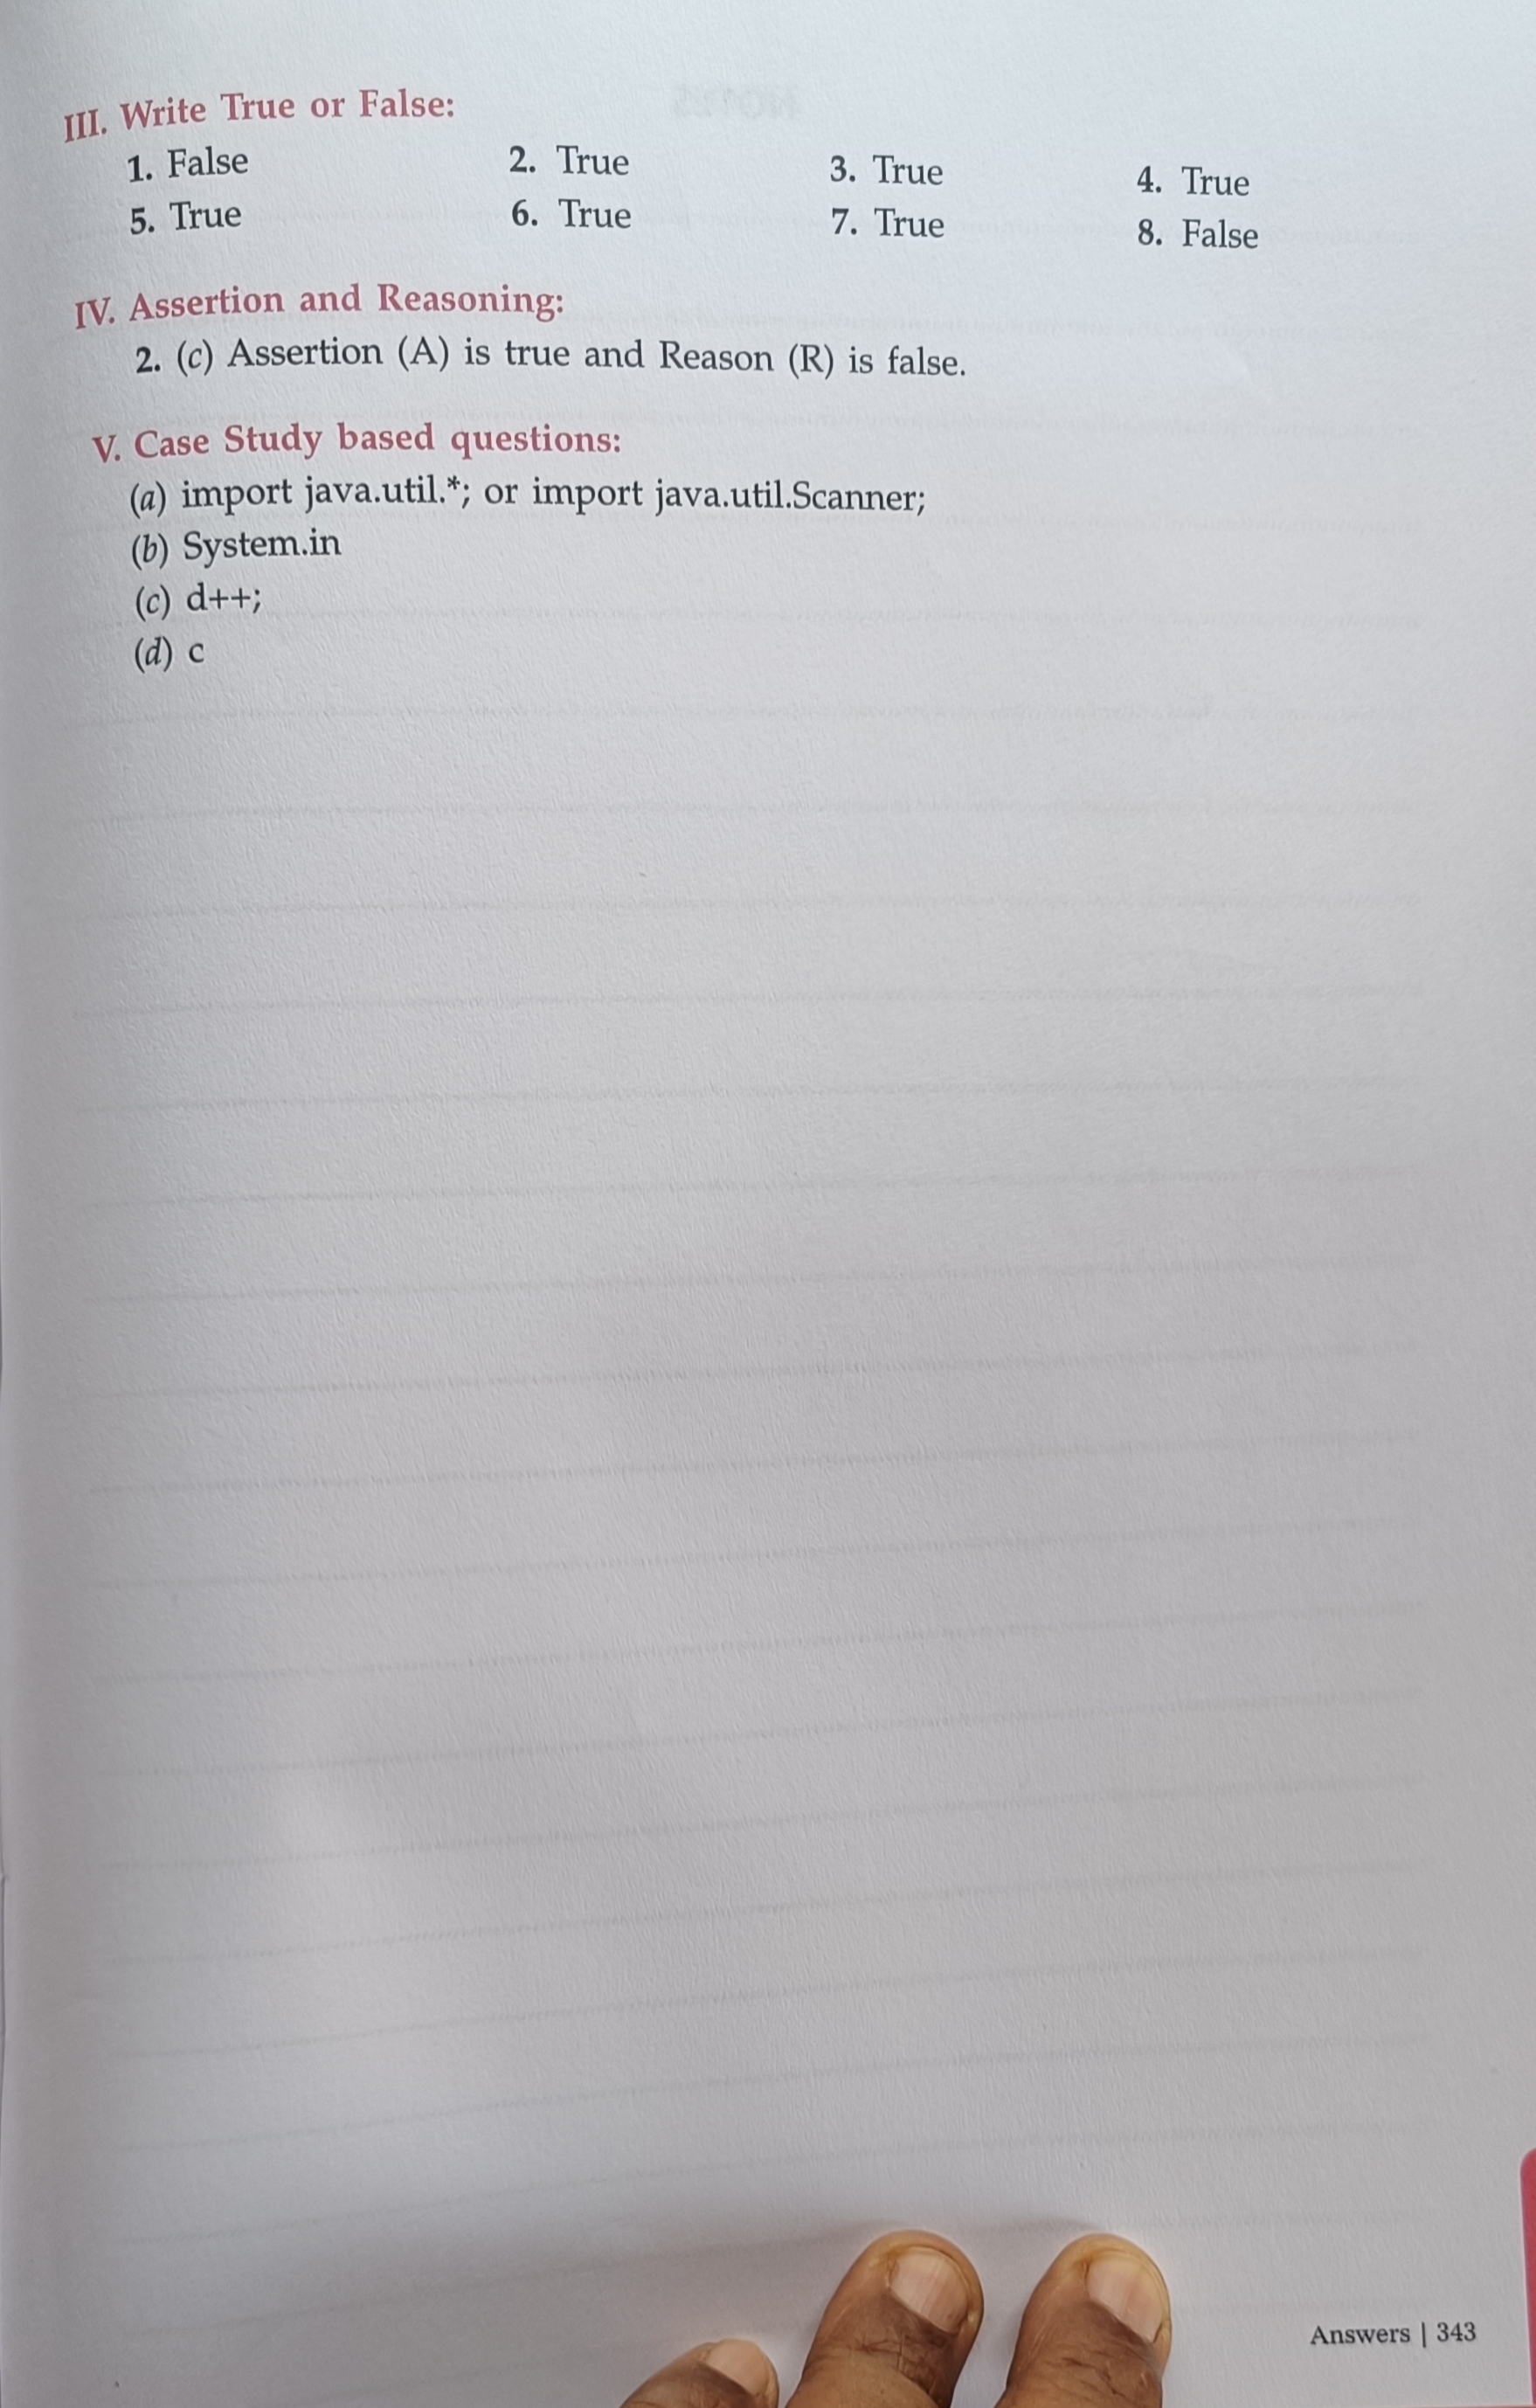 III. Write True or False:
1. False 2. True 3. True 4. True
5. True 6. True 7. True 8. False
IV. Assertion and Reasoning:
2. (c) Assertion (A) is true and Reason (R) is false.
V. Case Study based questions:
(a) import java.util.*; or import java.util.Scanner;
(b) System.in
(c) d++;
(d) c
Answers | 343